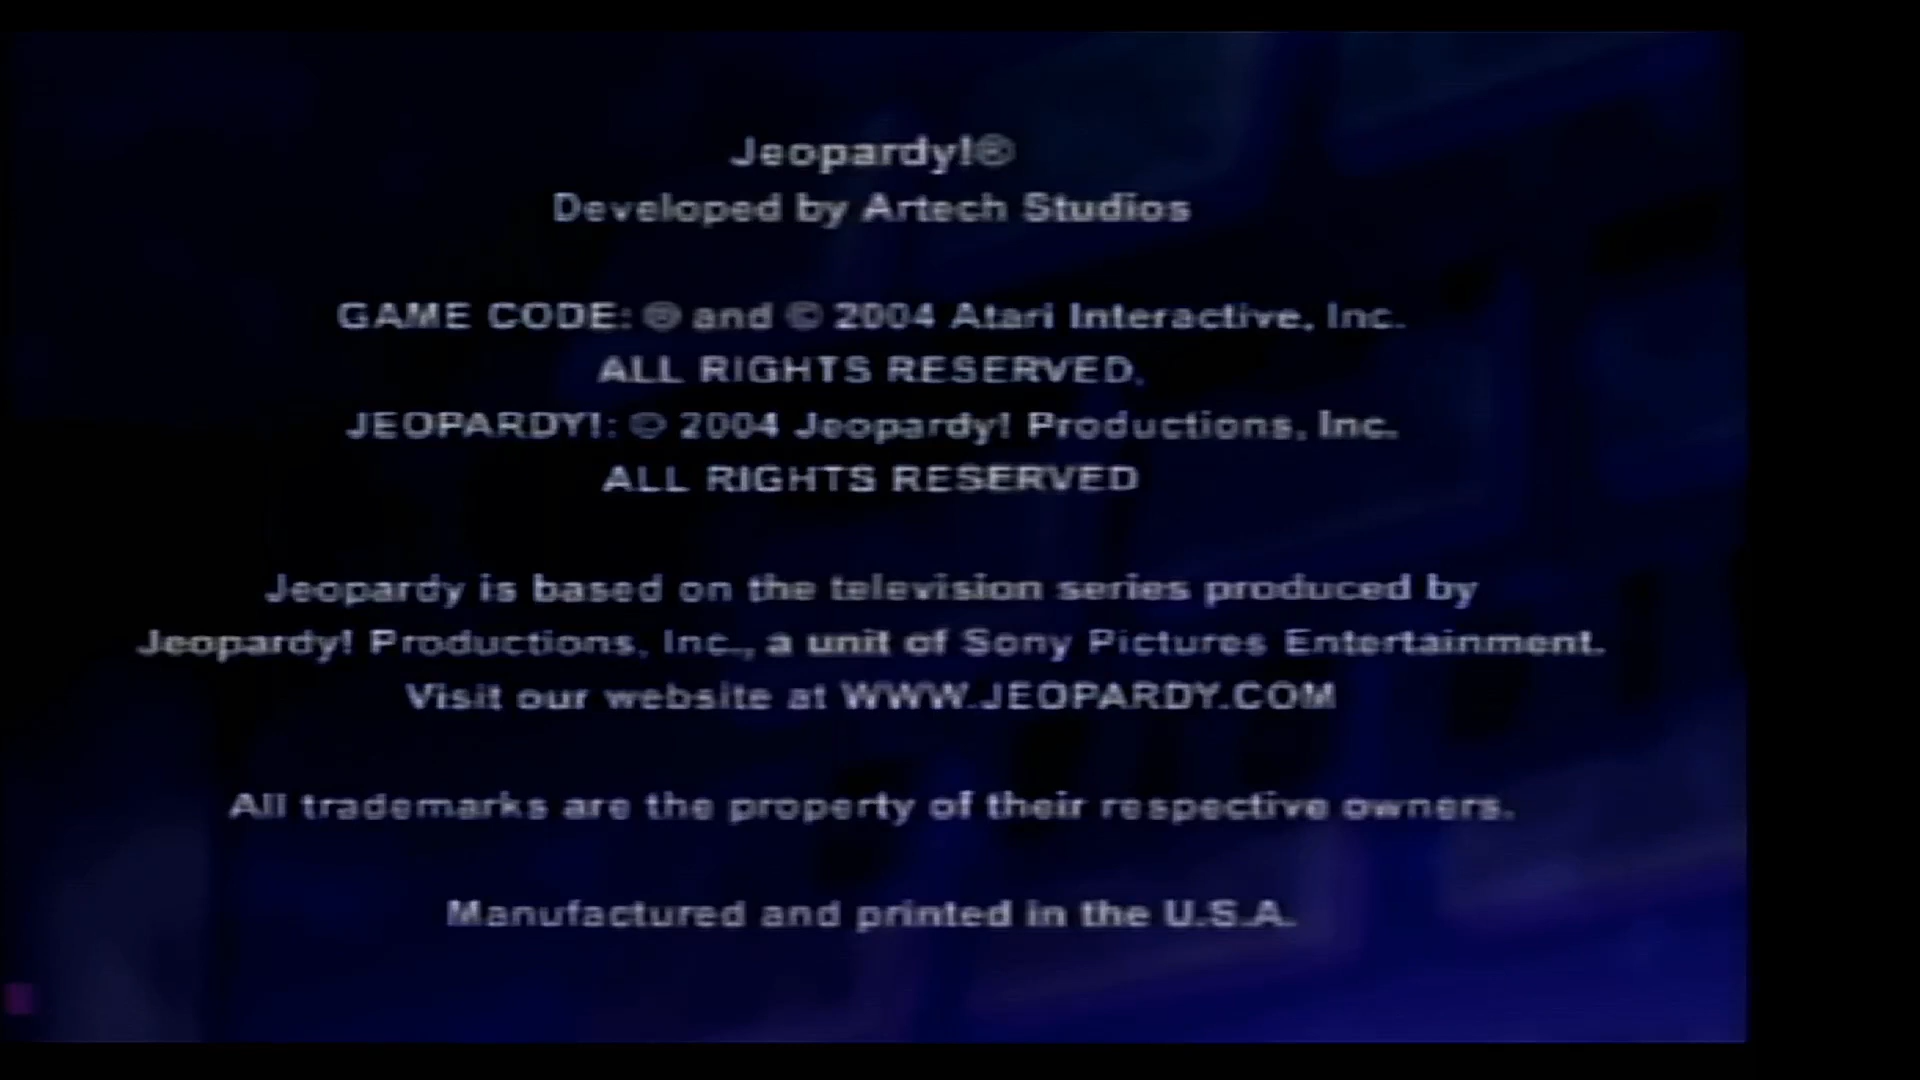 Jeopardy!®
Developed by Artech Studios
GAME CODE: ® and © 2004 Atari Interactive, Inc.
ALL RIGHTS RESERVED.
JEOPARDY!: © 2004 Jeopardy! Productions, Inc.
ALL RIGHTS RESERVED
Jeopardy is based on the television series produced by
Jeopardy! Productions, Inc., a unit of Sony Pictures Entertainment.
Visit our website at WWW.JEOPARDY.COM
All trademarks are the property of their respective owners.
Manufactured and printed in the U.S.A.